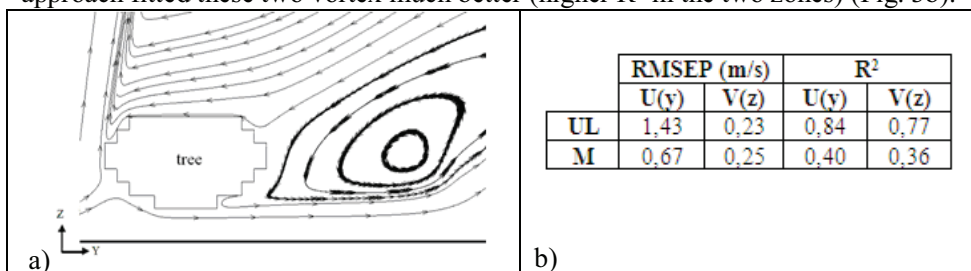 approach fitted these two vortex much better (higher R² in the two zones) (Fig. 3b).
tree
Z
Y
a)
RMSEP (m/s) R²
U(y) V(z) U(y) V(z)
UL 1,43 0,23 0,84 0,77
M 0,67 0,25 0,40 0,36
b)